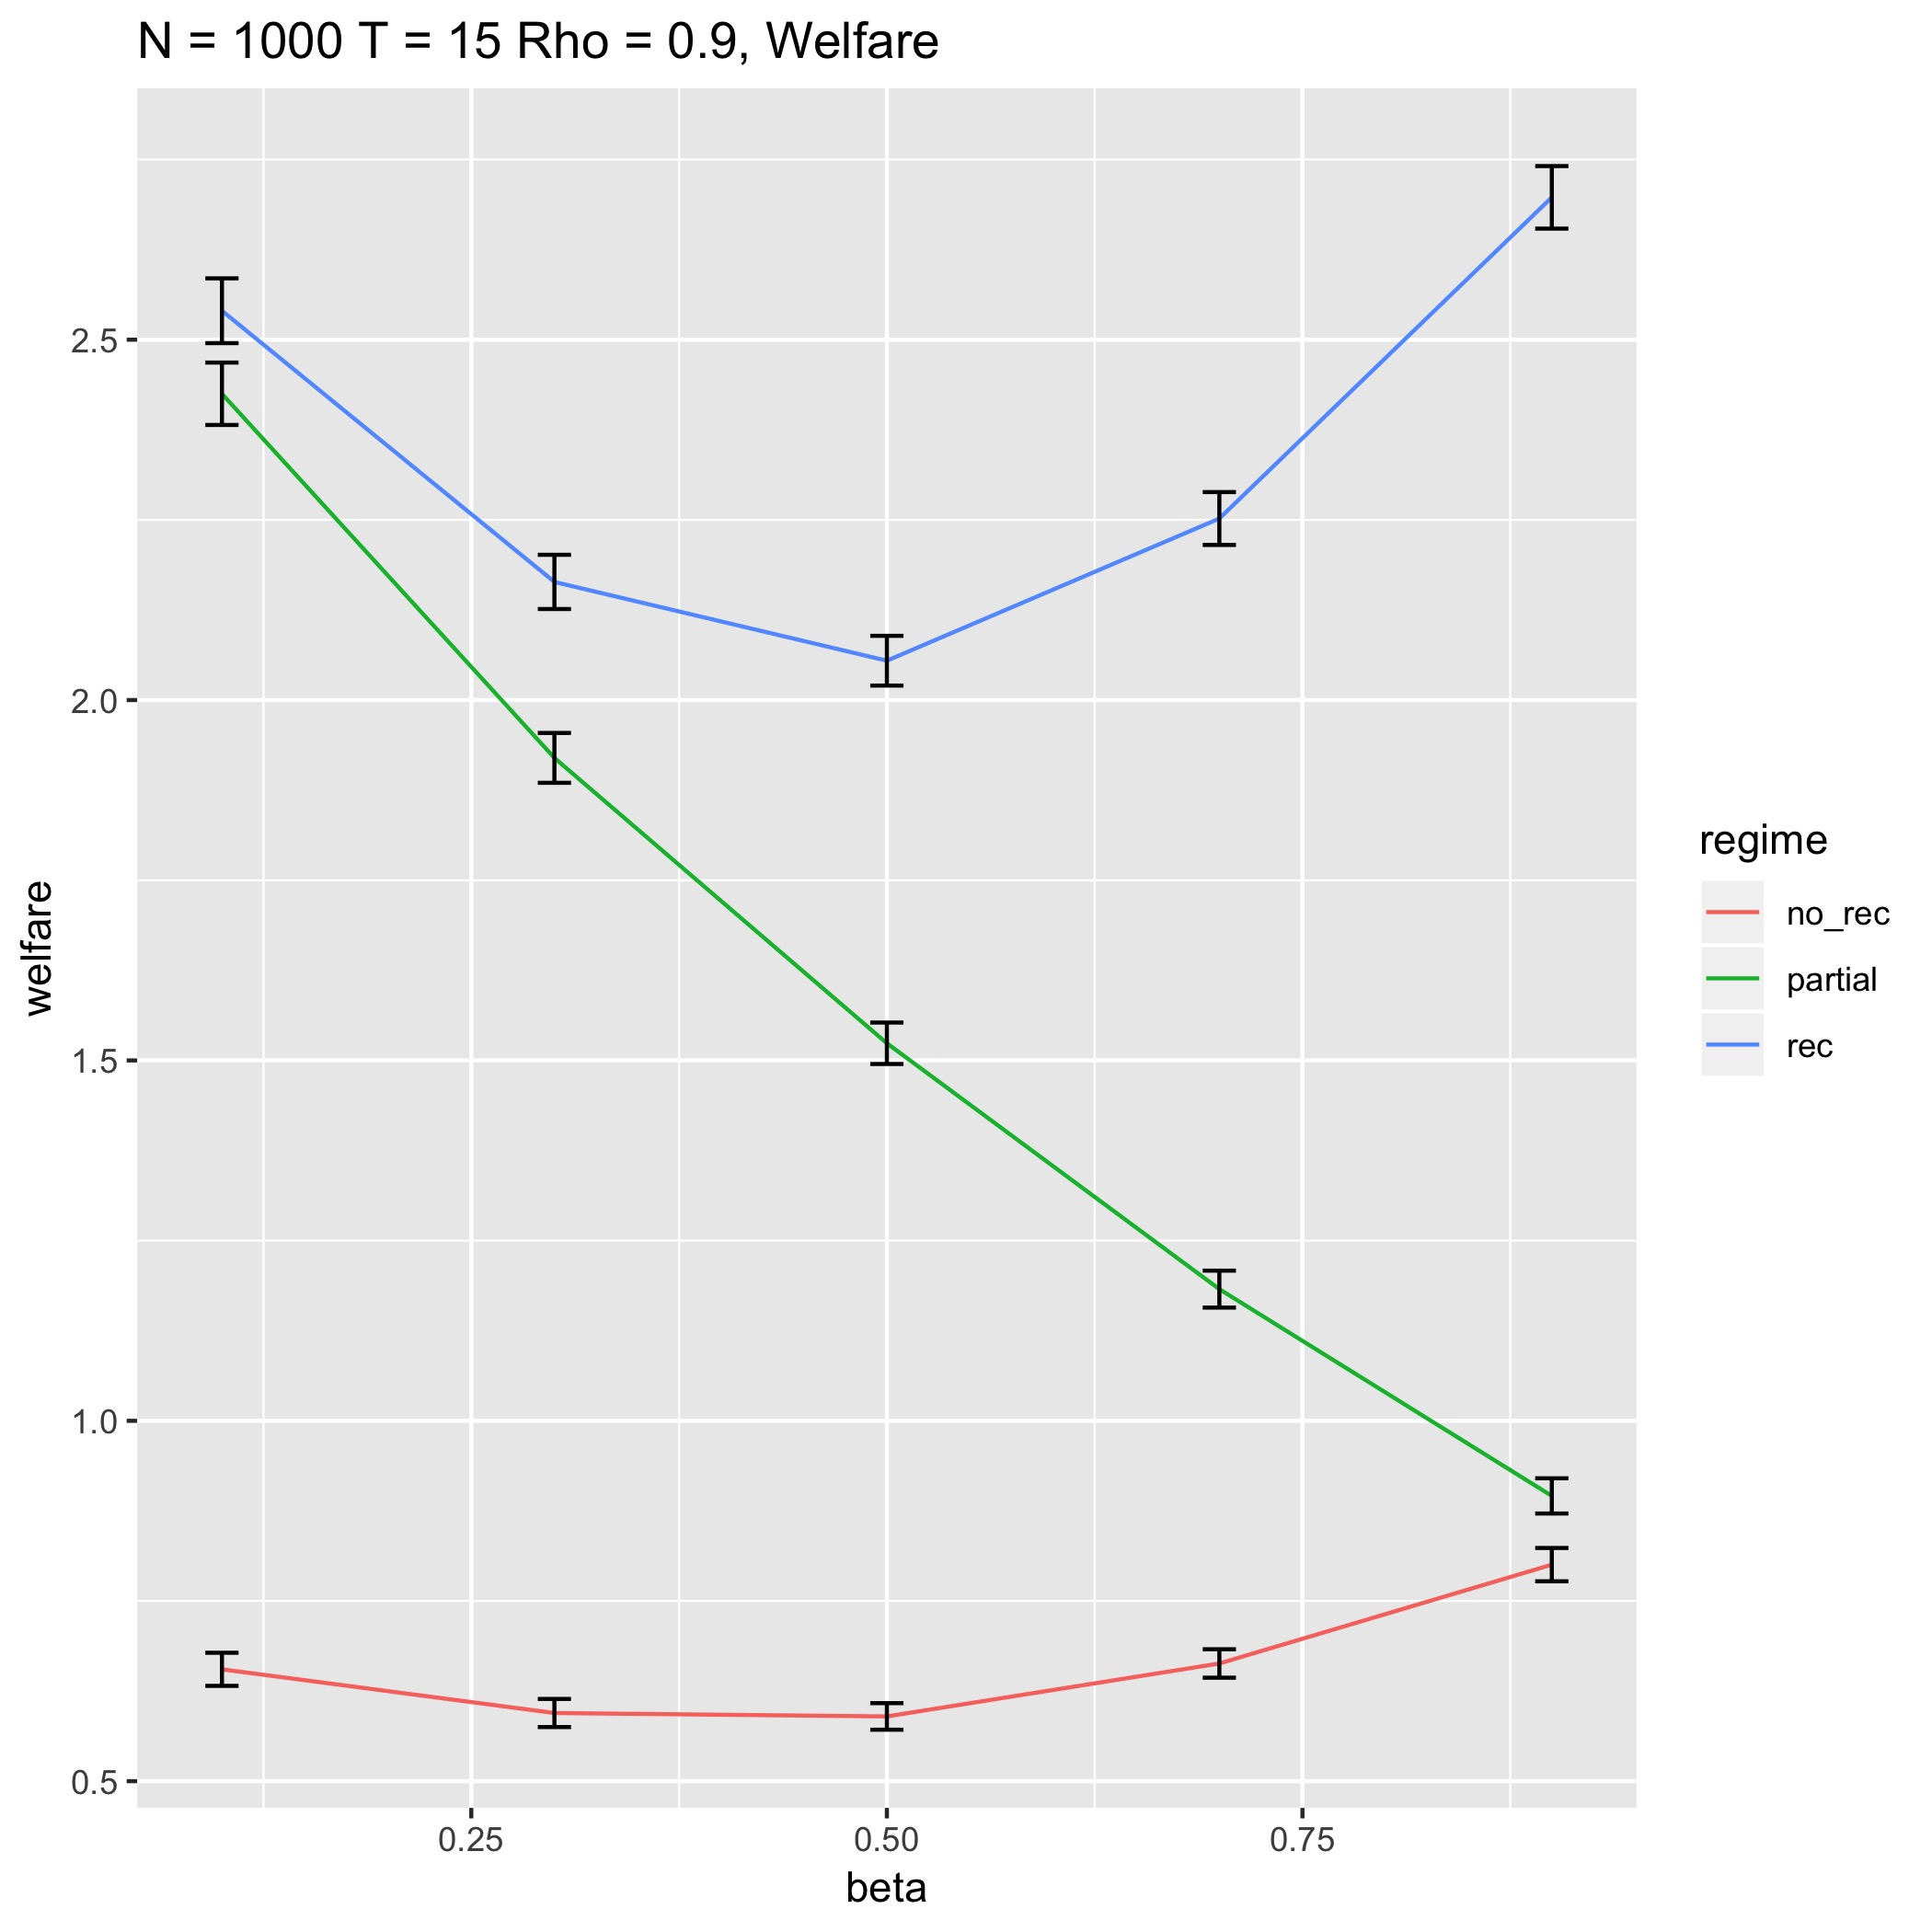 N = 1000 T = 15 Rho = 0.9, Welfare
welfare
2.5
2.0
1.5
1.0
0.5
0.25 0.50 0.75
beta
regime
no_rec
partial
rec